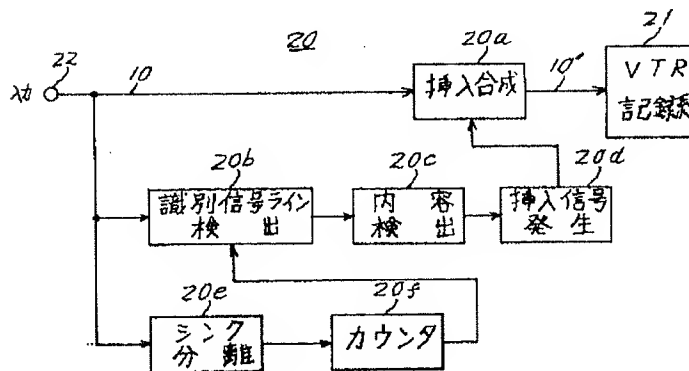 20
20a
21
22
10
10'
入力
挿入合成
VTR
記録系
20b
20c
20d
識別信号ライン
検出
内容
検出
挿入信号
発生
20e
20f
シンク
分離
カウンタ